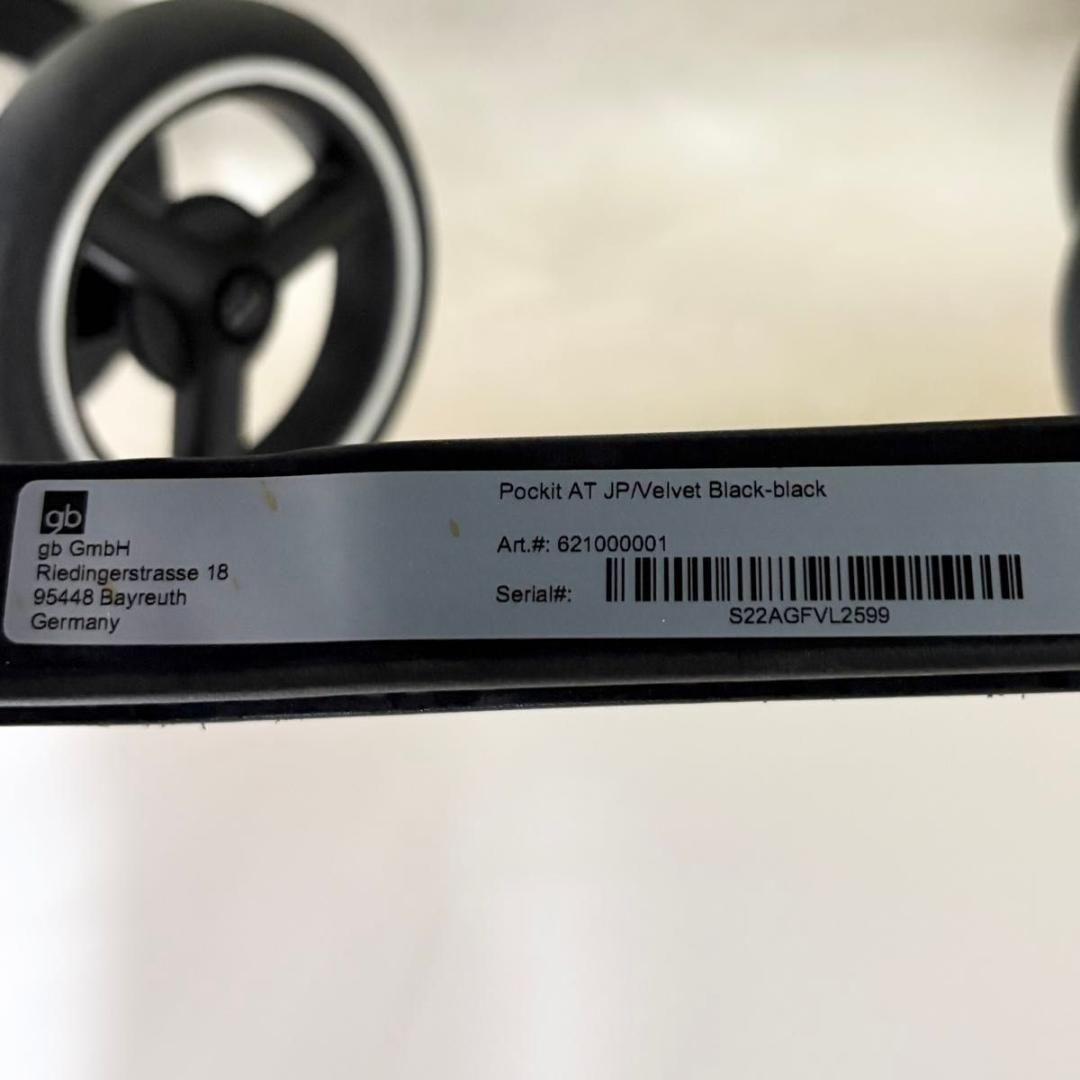 gb
gb GmbH
Riedingerstrasse 18
95448 Bayreuth
Germany
Pockit AT JP/Velvet Black-black
Art.#: 621000001
Serial#:
S22AGFVL2599